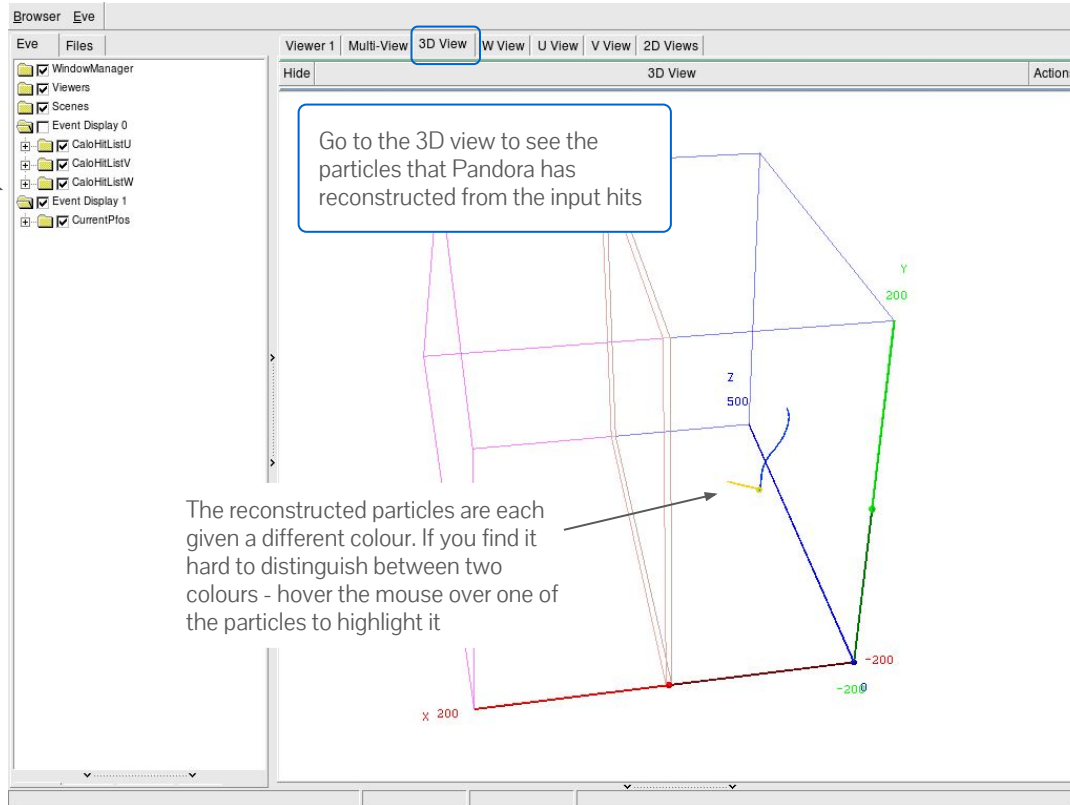 Browser Eve
Eve Files
Viewer 1 Multi-View 3D View W View U View V View 2D Views
Hide 3D View Action
WindowManager
Viewers
Scenes
Event Display 0
CaloHitListU
CaloHitListV
CaloHitListW
Event Display 1
CurrentPfos
Go to the 3D view to see the
particles that Pandora has
reconstructed from the input hits
Y
200
Z
500
The reconstructed particles are each
given a different colour. If you find it
hard to distinguish between two
colours - hover the mouse over one of
the particles to highlight it
-200
-200 0
X 200